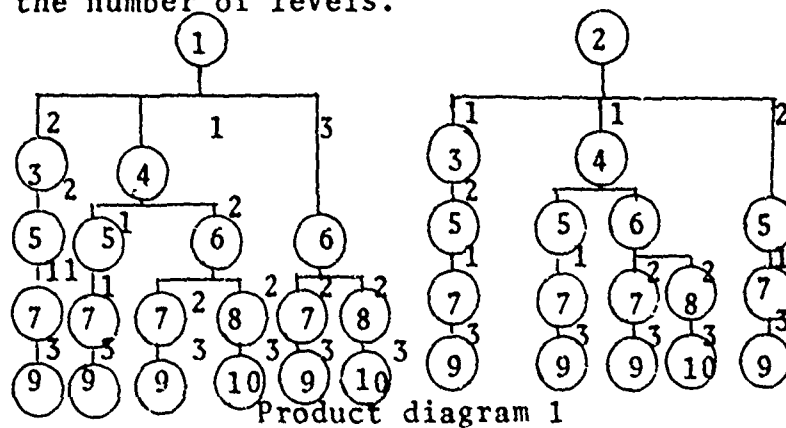 the number of levels.
1 2
2 1 3 1 1 2
3 4 3 4
2 1 2 2
5 5 6 6 5 5 6 5
11 1 2 2 2 2 1 1 2 2 1
7 7 7 8 7 8 7 7 7 8 7
3 3 3 3 3 3 3 3 3 3 3
9 9 9 10 9 10 9 9 9 10 9
Product diagram 1